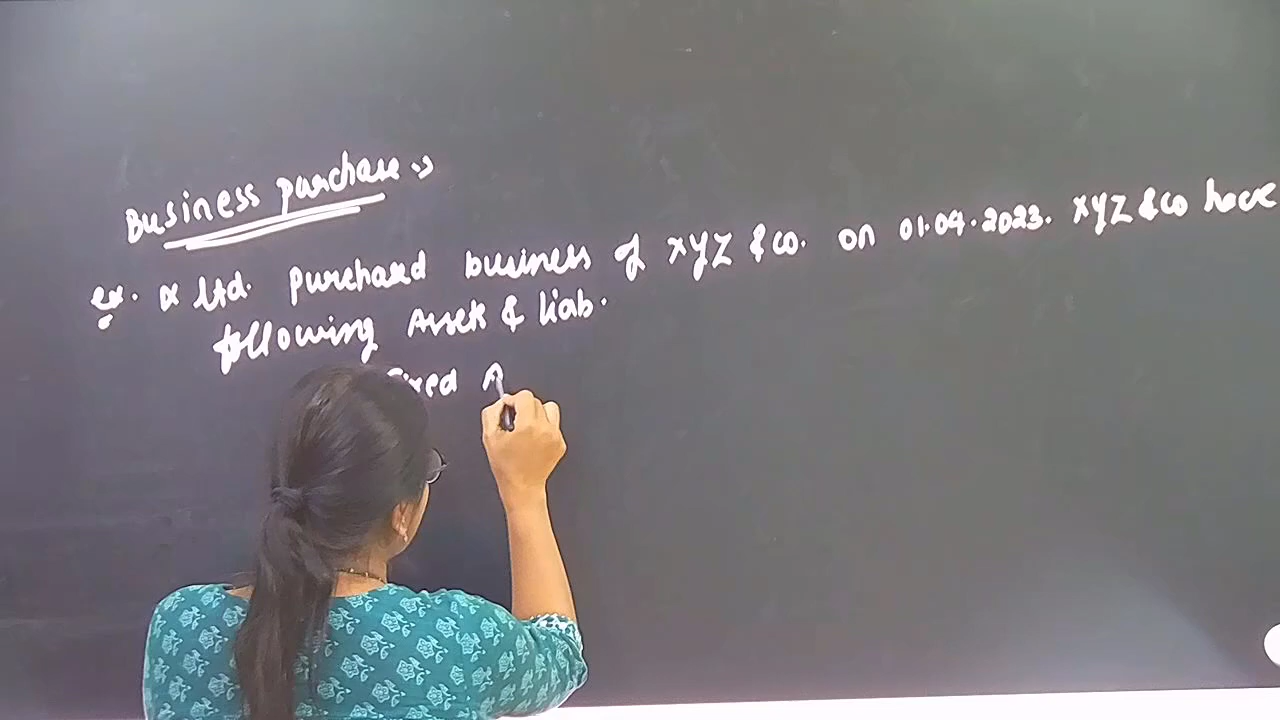 Business purchase :→
ex. α Ltd. purchased business of XYZ & co. on 01.04.2023. XYZ & co have
following Assets & liab.
Fixed A